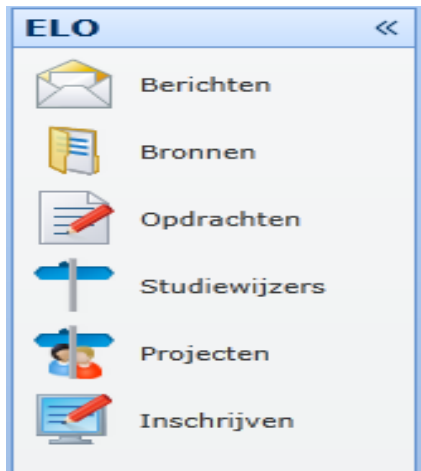 ELO «
Berichten
Bronnen
Opdrachten
Studiewijzers
Projecten
Inschrijven